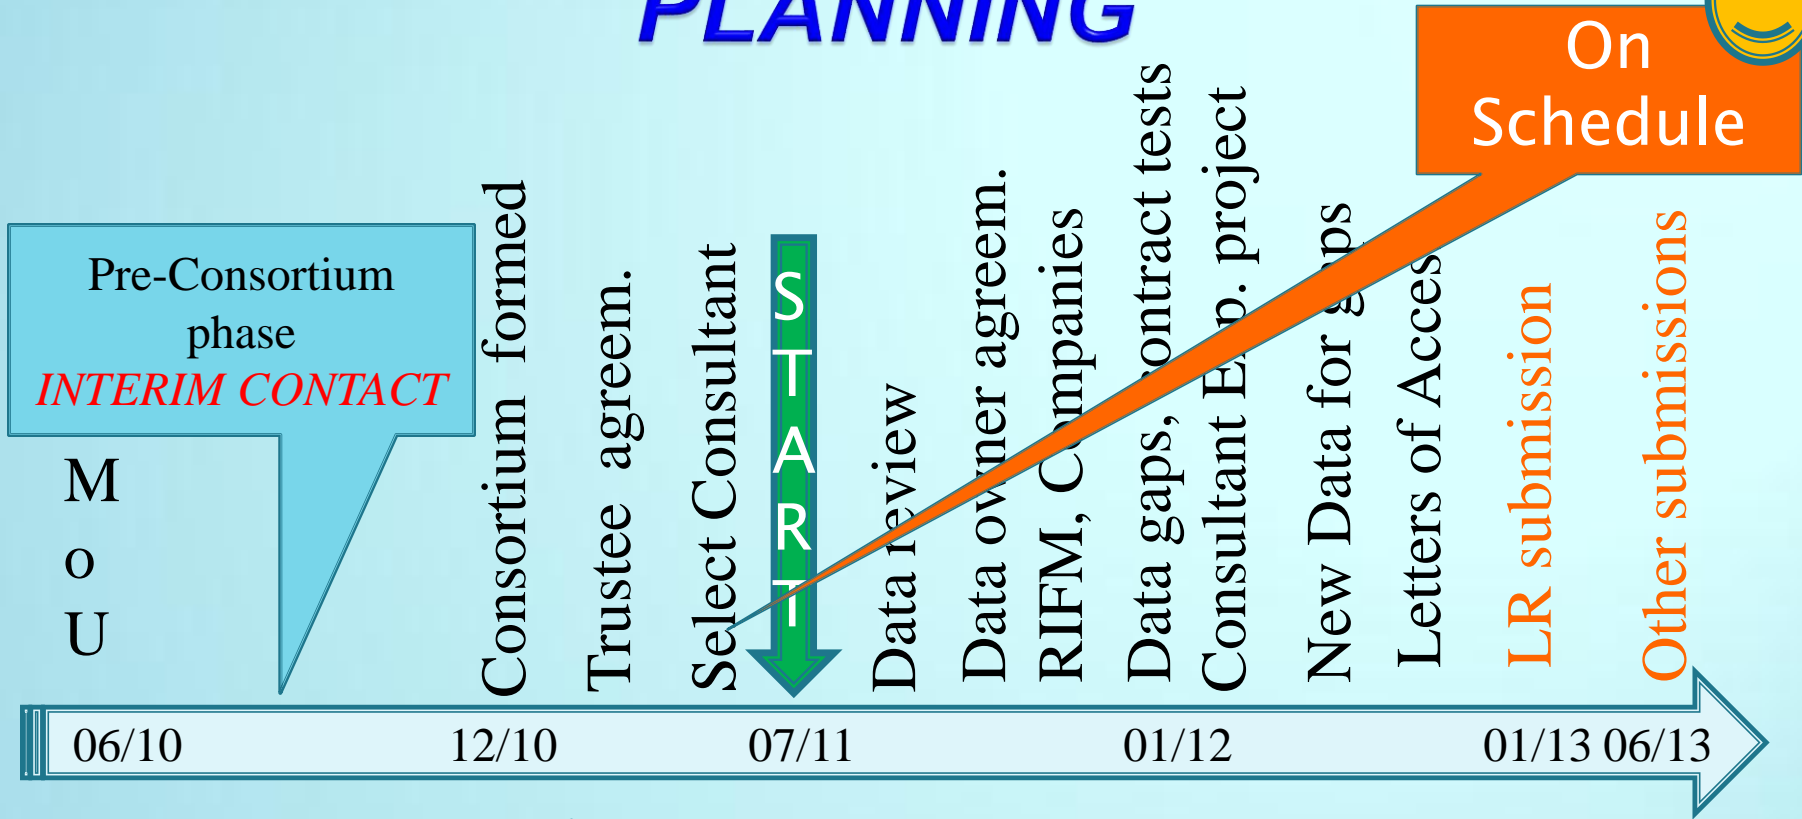 PLANNING
On
Schedule
Pre-Consortium
phase
INTERIM CONTACT
M
o
U
Consortium formed
Trustee agreem.
Select Consultant
S
T
A
R
T
Data review
Data owner agreem.
RIFM, Companies
Data gaps, contract tests
Consultant Exp. project
New Data for gaps
Letters of Access
LR submission
Other submissions
06/10
12/10
07/11
01/12
01/13 06/13